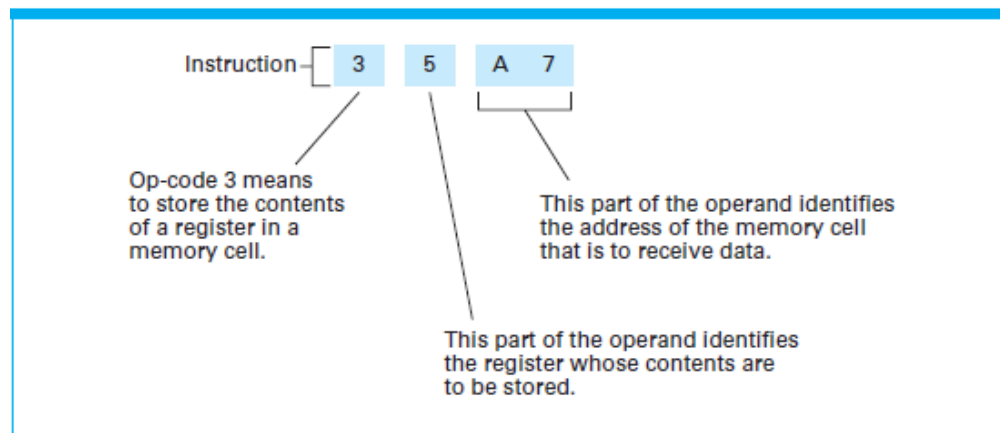 Instruction 3 5 A 7
Op-code 3 means
to store the contents
of a register in a
memory cell.
This part of the operand identifies
the address of the memory cell
that is to receive data.
This part of the operand identifies
the register whose contents are
to be stored.